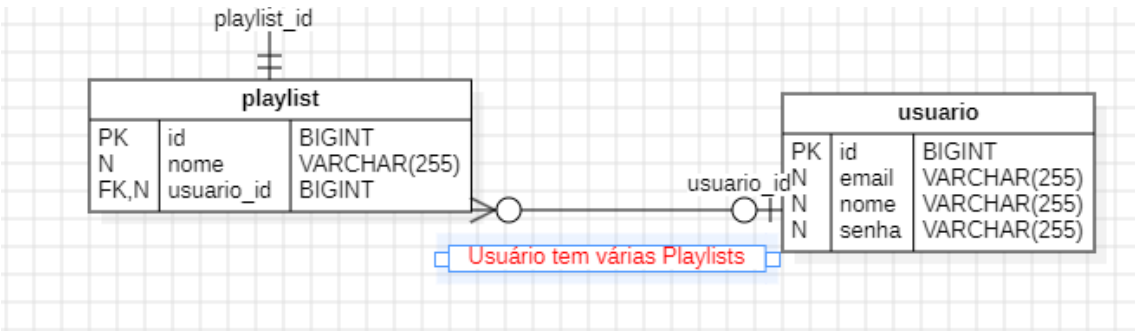 playlist_id
playlist
PK id BIGINT
N nome VARCHAR(255)
FK,N usuario_id BIGINT
usuario
PK id BIGINT
N email VARCHAR(255)
N nome VARCHAR(255)
N senha VARCHAR(255)
usuario_id
Usuário tem várias Playlists